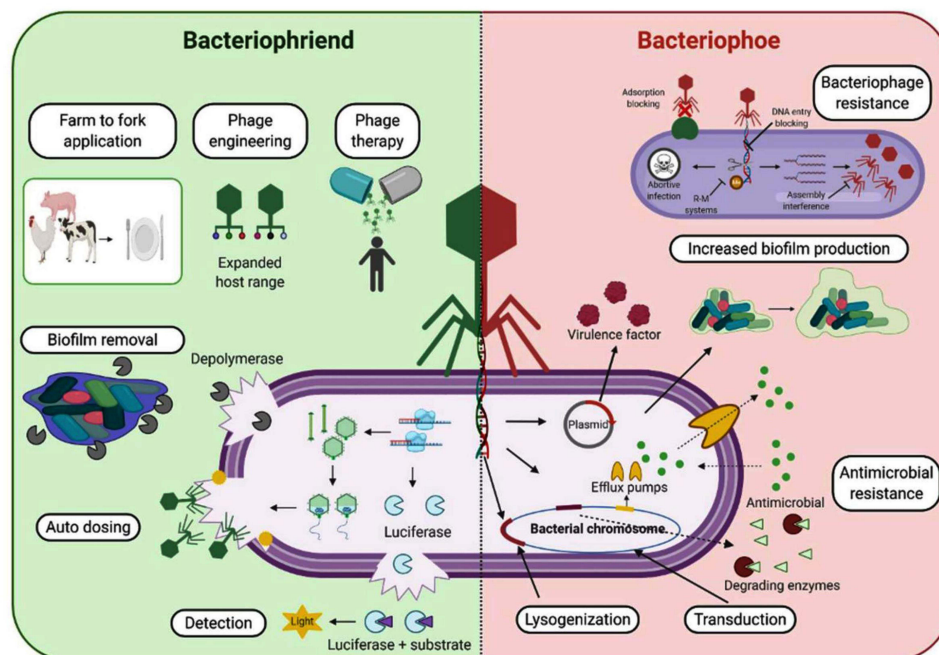 Bacteriophriend
Bacteriophoe
Farm to fork
application
Phage
engineering
Phage
therapy
Expanded
host range
Biofilm removal
Depolymerase
Auto dosing
Luciferase
Detection
Light
Luciferase + substrate
Bacteriophage
resistance
Adsorption
blocking
DNA entry
blocking
Abortive
infection
R-M
systems
Me
Assembly
interference
Increased biofilm production
Virulence factor
Plasmid
Efflux pumps
Bacterial chromosome
Antimicrobial
resistance
Antimicrobial
Degrading enzymes
Lysogenization
Transduction